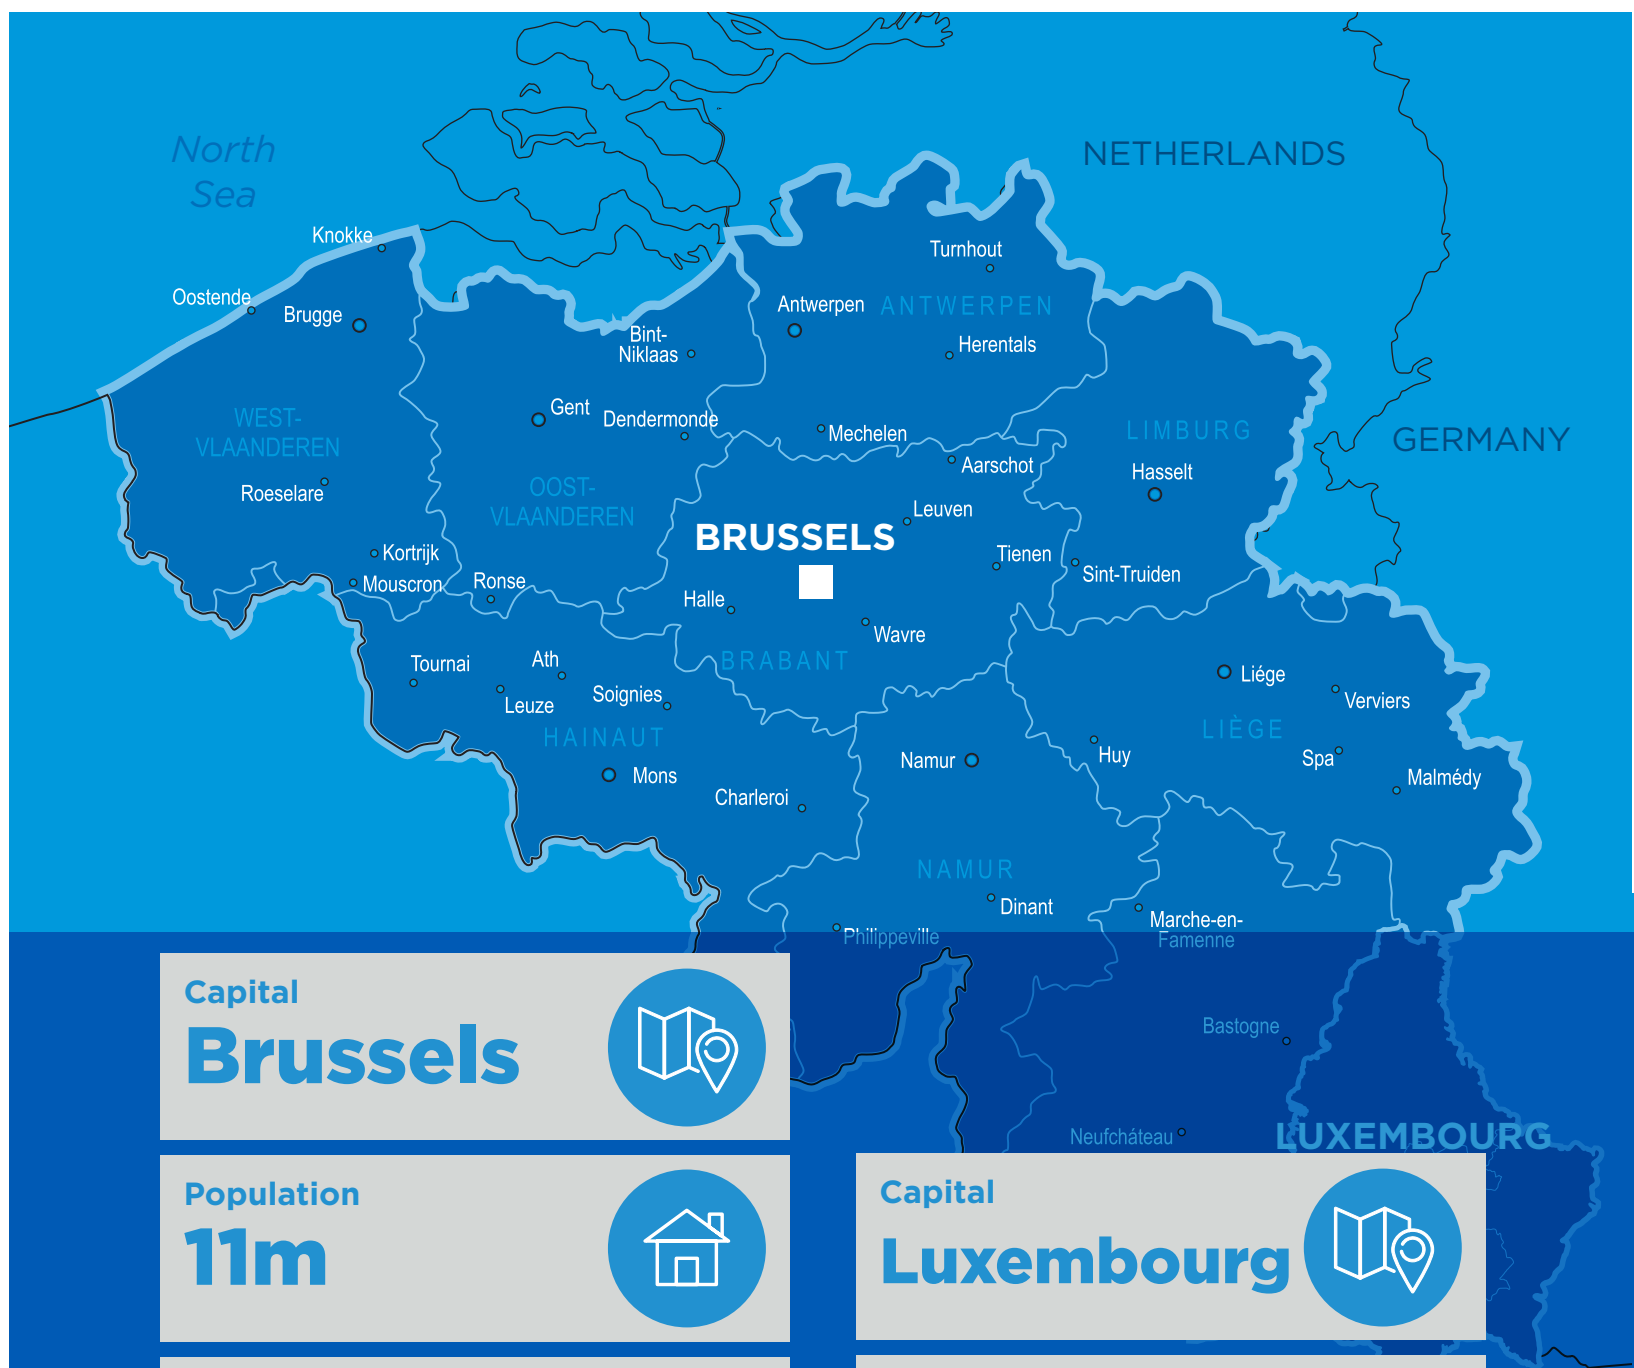 North
Sea
NETHERLANDS
Knokke
Turnhout
Oostende
Brugge
Antwerpen
ANTWERPEN
Bint-
Niklaas
Herentals
WEST-
VLAANDEREN
Gent
Dendermonde
Mechelen
LIMBURG
GERMANY
Aarschot
Hasselt
Roeselare
OOST-
VLAANDEREN
Leuven
BRUSSELS
Kortrijk
Tienen
Mouscron
Ronse
Sint-Truiden
Halle
Wavre
Tournai
Ath
BRABANT
Liége
Leuze
Soignies
Verviers
HAINAUT
LIÈGE
Mons
Namur
Huy
Spa
Malmédy
Charleroi
NAMUR
Dinant
Marche-en-
Famenne
Philippeville
Capital
Brussels
Bastogne
Neufcháteau
LUXEMBOURG
Population
11m
Capital
Luxembourg